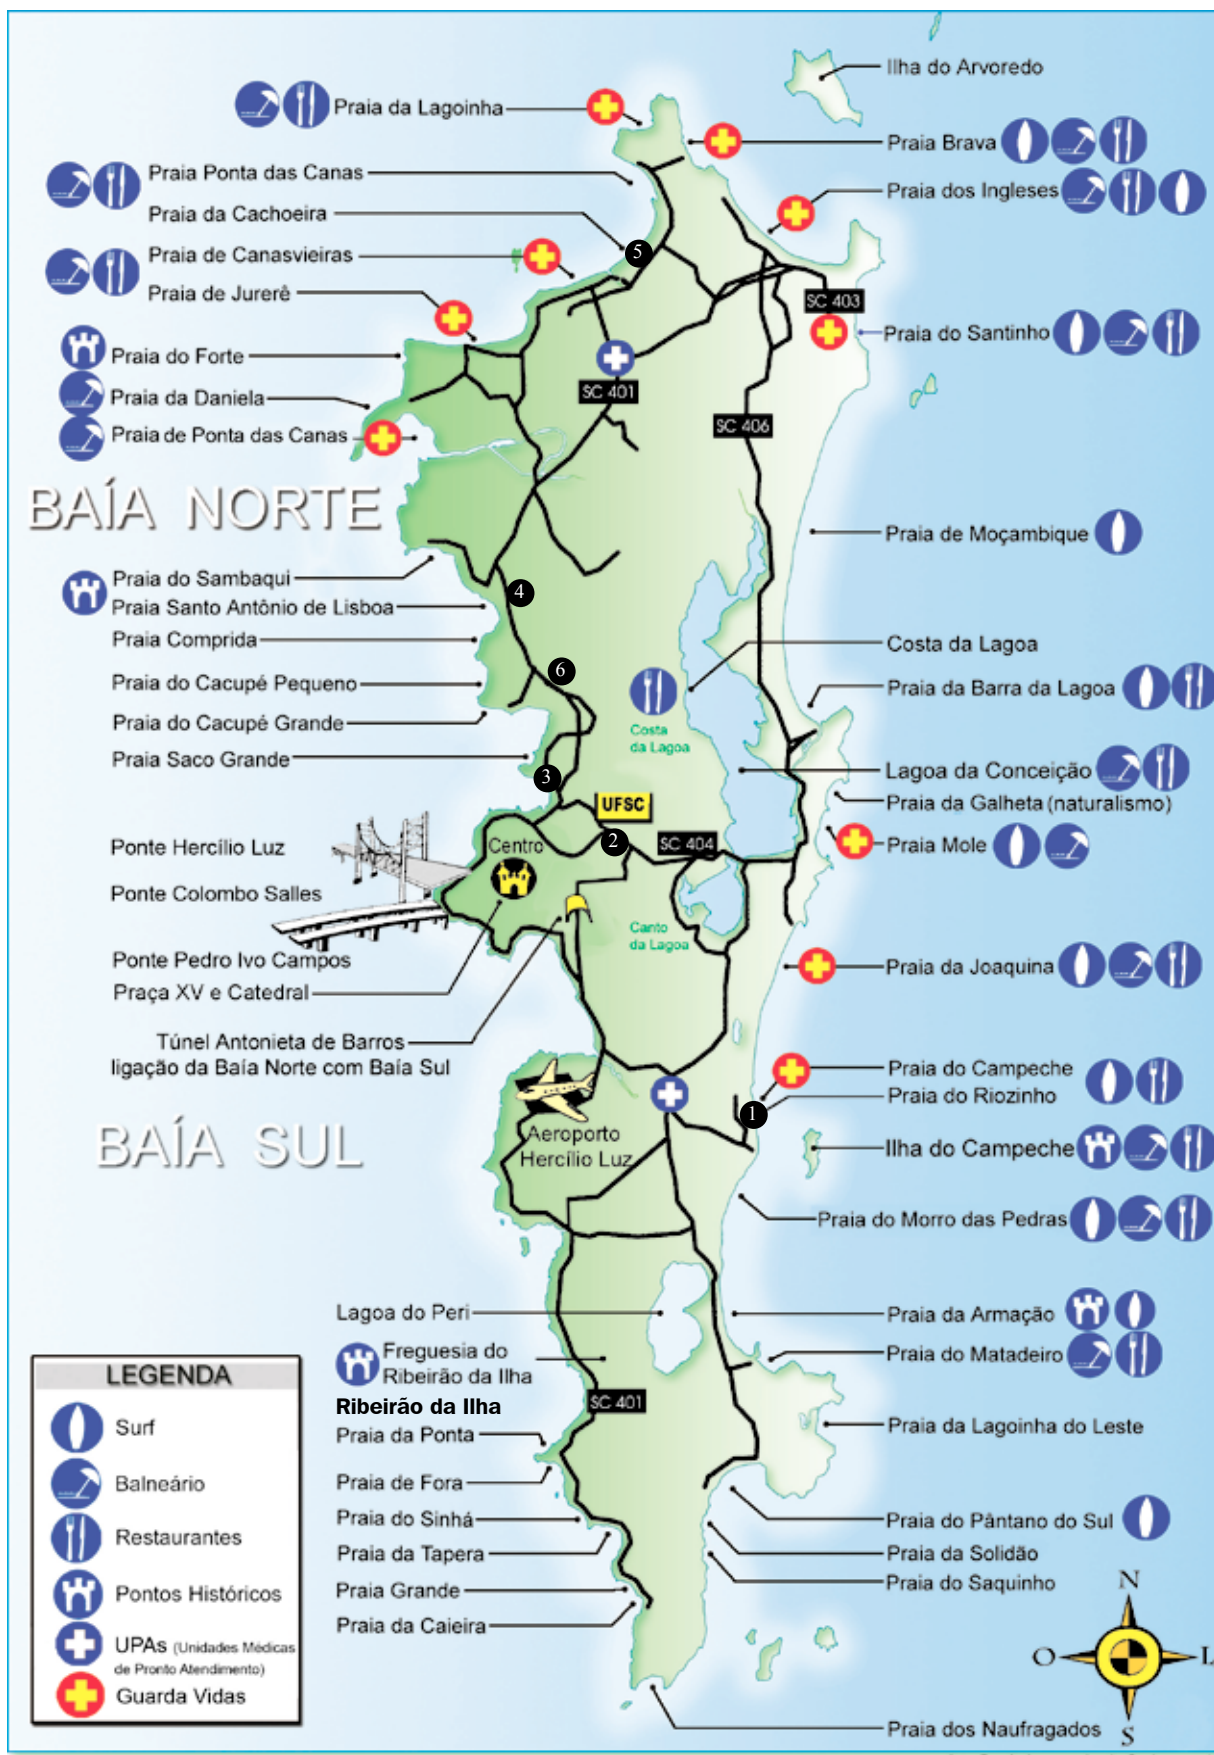 Ilha do Arvoredo
Praia da Lagoinha
Praia Brava
Praia Ponta das Canas
Praia dos Ingleses
Praia da Cachoeira
Praia de Canasvieiras
5
Praia de Jurerê
SC 403
Praia do Forte
Praia do Santinho
SC 401
Praia da Daniela
SC 406
Praia de Ponta das Canas
BAÍA NORTE
Praia de Moçambique
Praia do Sambaqui
4
Praia Santo Antônio de Lisboa
Praia Comprida
Costa da Lagoa
6
Praia do Cacupé Pequeno
Praia da Barra da Lagoa
Praia do Cacupé Grande
Costa
da Lagoa
Praia Saco Grande
3
Lagoa da Conceição
UFSC
Praia da Galheta (naturalismo)
2
SC 404
Praia Mole
Ponte Hercílio Luz
Centro
Ponte Colombo Salles
Canto
da Lagoa
Ponte Pedro Ivo Campos
Praia da Joaquina
Praça XV e Catedral
Túnel Antonieta de Barros
ligação da Baía Norte com Baía Sul
Praia do Campeche
Praia do Riozinho
1
BAÍA SUL
Aeroporto
Hercílio Luz
Ilha do Campeche
Praia do Morro das Pedras
Lagoa do Peri
Praia da Armação
Freguesia do
Ribeirão da Ilha
Praia do Matadeiro
Ribeirão da Ilha
SC 401
Praia da Ponta
Praia da Lagoinha do Leste
Praia de Fora
Praia do Sinhá
Praia do Pântano do Sul
Praia da Tapera
Praia da Solidão
Praia Grande
Praia do Saquinho
Praia da Caieira
Praia dos Naufragados
LEGENDA
Surf
Balneário
Restaurantes
Pontos Históricos
UPAs (Unidades Médicas
de Pronto Atendimento)
Guarda Vidas
N
O
L
S